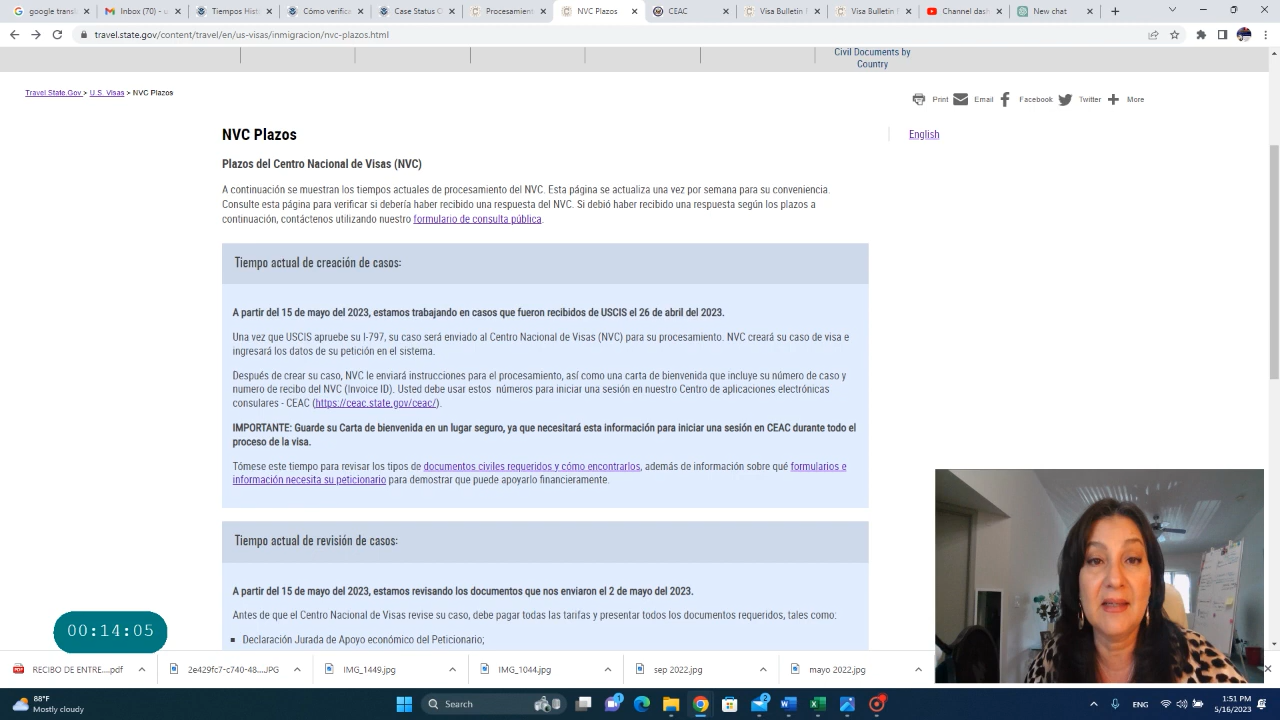 google trans
Inbox (70) - u
Tiempos Hist
Cómo verific
Case Status O
Procesamient
NVC Plazos
CEAC
Visa Bulletin F
Visa Bulletin F
Channel dash
New chat
travel.state.gov/content/travel/en/us-visas/inmigracion/nvc-plazos.html
Civil Documents by
Country
Travel.State.Gov > U.S. Visas > NVC Plazos
Print Email Facebook Twitter More
NVC Plazos
English
Plazos del Centro Nacional de Visas (NVC)
A continuación se muestran los tiempos actuales de procesamiento del NVC. Esta página se actualiza una vez por semana para su conveniencia.
Consulte esta página para verificar si debería haber recibido una respuesta del NVC. Si debió haber recibido una respuesta según los plazos a
continuación, contáctenos utilizando nuestro formulario de consulta pública.
Tiempo actual de creación de casos:
A partir del 15 de mayo del 2023, estamos trabajando en casos que fueron recibidos de USCIS el 26 de abril del 2023.
Una vez que USCIS apruebe su I-797, su caso será enviado al Centro Nacional de Visas (NVC) para su procesamiento. NVC creará su caso de visa e
ingresará los datos de su petición en el sistema.
Después de crear su caso, NVC le enviará instrucciones para el procesamiento, así como una carta de bienvenida que incluye su número de caso y
numero de recibo del NVC (Invoice ID). Usted debe usar estos números para iniciar una sesión en nuestro Centro de aplicaciones electrónicas
consulares - CEAC (https://ceac.state.gov/ceac/).
IMPORTANTE: Guarde su Carta de bienvenida en un lugar seguro, ya que necesitará esta información para iniciar una sesión en CEAC durante todo el
proceso de la visa.
Tómese este tiempo para revisar los tipos de documentos civiles requeridos y cómo encontrarlos, además de información sobre qué formularios e
información necesita su peticionario para demostrar que puede apoyarlo financieramente.
Tiempo actual de revisión de casos:
A partir del 15 de mayo del 2023, estamos revisando los documentos que nos enviaron el 2 de mayo del 2023.
Antes de que el Centro Nacional de Visas revise su caso, debe pagar todas las tarifas y presentar todo los documentos requeridos, tales como:
Declaración Jurada de Apoyo económico del Peticionario;
00:14:05
RECIBO DE ENTRE....pdf
2e429fc7-c740-48....JPG
IMG_1449.jpg
IMG_1044.jpg
sep 2022.jpg
mayo 2022.jpg
88°F
Mostly cloudy
Search
1
2
ENG
1:51 PM
5/16/2023